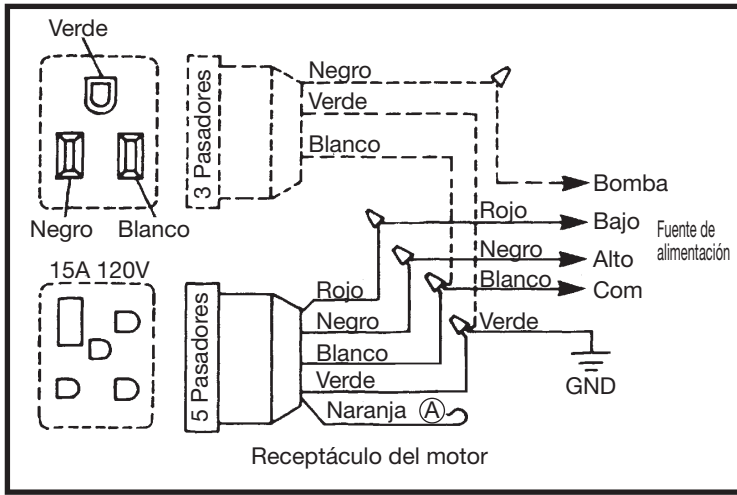 Verde
Negro
Verde
Blanco
3 Pasadores
Negro Blanco
Bomba
Rojo
Bajo
Fuente de
alimentación
Negro
Alto
Blanco
Com
15A 120V
5 Pasadores
Rojo
Negro
Blanco
Verde
Naranja A
Verde
GND
Receptáculo del motor